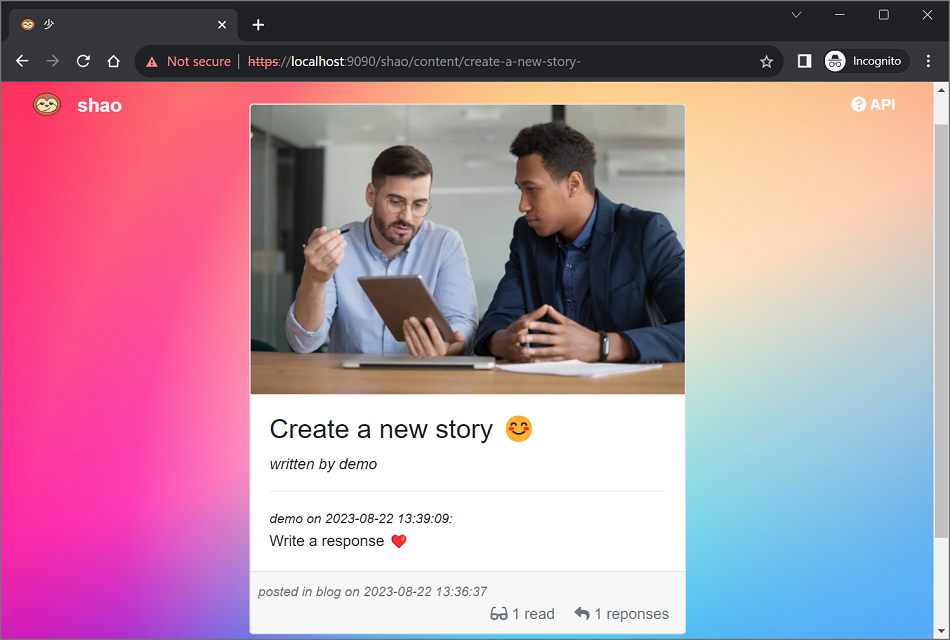 少
Not secure https://localhost:9090/shao/content/create-a-new-story-
Incognito
shao
API
Create a new story 😊
written by demo
demo on 2023-08-22 13:39:09:
Write a response ❤️
posted in blog on 2023-08-22 13:36:37
1 read 1 reponses